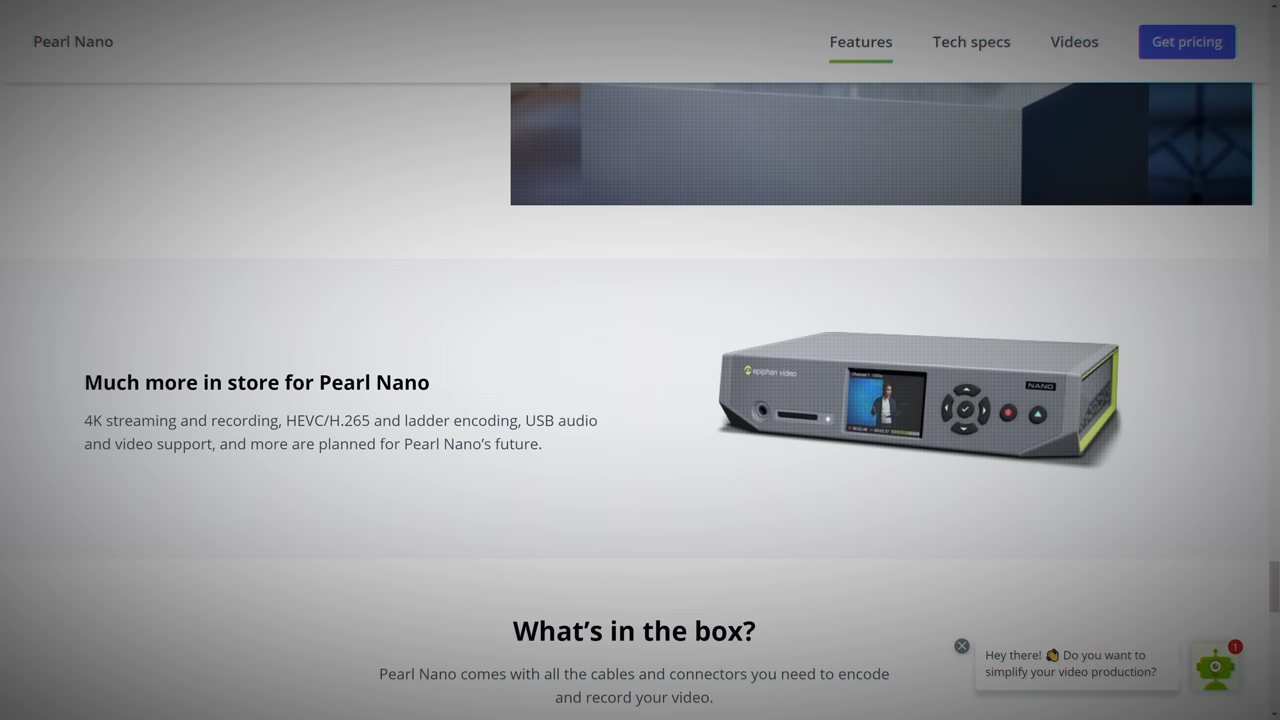 Pearl Nano
Features
Tech specs
Videos
Get pricing
epiphan video
NANO
Much more in store for Pearl Nano
4K streaming and recording, HEVC/H.265 and ladder encoding, USB audio
and video support, and more are planned for Pearl Nano’s future.
What’s in the box?
Pearl Nano comes with all the cables and connectors you need to encode
and record your video.
Hey there! 👋 Do you want to
simplify your video production?
1